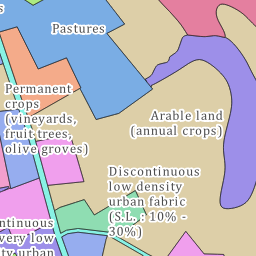 s
Pastures
Permanent
crops
(vineyards,
fruit trees,
olive groves)
Arable land
(annual crops)
Discontinuous
low density
urban fabric
(S.L. : 10% -
30%)
ntinuous
very low
ty urban